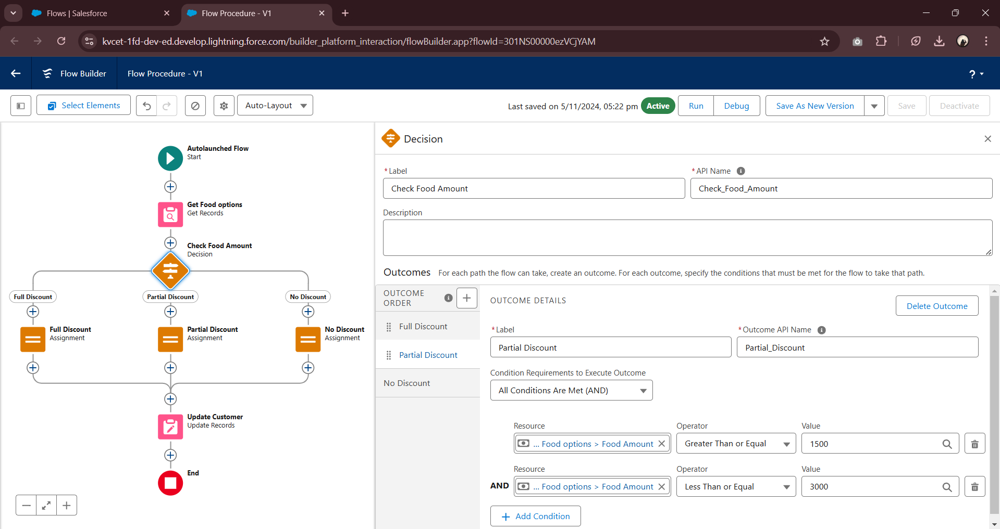 Flows | Salesforce
Flow Procedure - V1
kvcet-1fd-dev-ed.develop.lightning.force.com/builder_platform_interaction/flowBuilder.app?flowId=301NS00000ezVCjYAM
Flow Builder
Flow Procedure - V1
?
Select Elements
Auto-Layout
Last saved on 5/11/2024, 05:22 pm
Active
Run
Debug
Save As New Version
Save
Deactivate
Autolaunched Flow
Start
Get Food options
Get Records
Check Food Amount
Decision
Full Discount
Partial Discount
No Discount
Full Discount
Assignment
Partial Discount
Assignment
No Discount
Assignment
Update Customer
Update Records
End
Decision
* Label
* API Name
Check Food Amount
Check_Food_Amount
Description
Outcomes For each path the flow can take, create an outcome. For each outcome, specify the conditions that must be met for the flow to take that path.
OUTCOME
ORDER
Full Discount
Partial Discount
No Discount
OUTCOME DETAILS
Delete Outcome
* Label
* Outcome API Name
Partial Discount
Partial_Discount
Condition Requirements to Execute Outcome
All Conditions Are Met (AND)
Resource Operator Value
... Food options > Food Amount Greater Than or Equal 1500
Resource Operator Value
AND ... Food options > Food Amount Less Than or Equal 3000
Add Condition